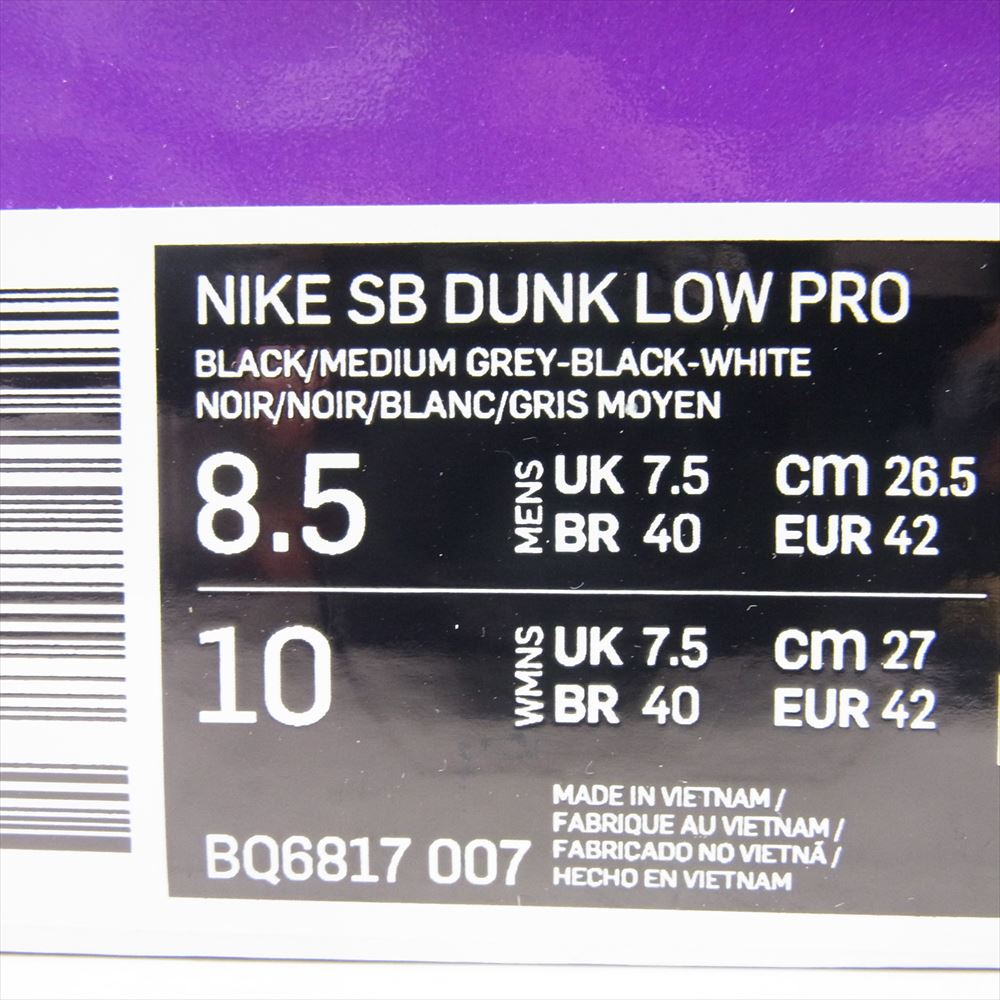 NIKE SB DUNK LOW PRO
BLACK/MEDIUM GREY-BLACK-WHITE
NOIR/NOIR/BLANC/GRIS MOYEN
8.5 MENS UK 7.5 CM 26.5
BR 40 EUR 42
10 WMNS UK 7.5 CM 27
BR 40 EUR 42
BQ6817 007
MADE IN VIETNAM /
FABRIQUE AU VIETNAM /
FABRICADO NO VIETNÃ /
HECHO EN VIETNAM